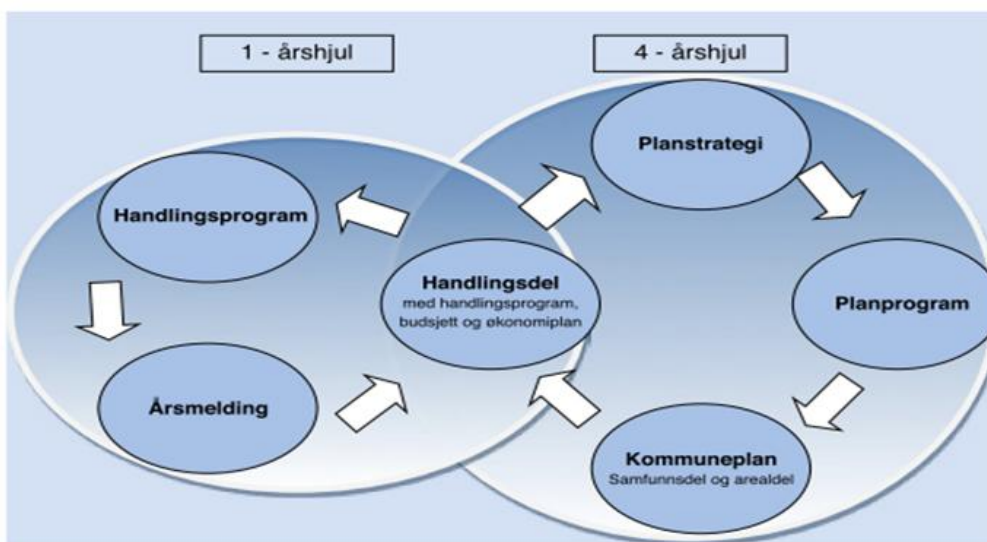 1 - årshjul
4 - årshjul
Planstrategi
Handlingsprogram
Handlingsdel
med handlingsprogram,
budsjett og økonomiplan
Planprogram
Årsmelding
Kommuneplan
Samfunnsdel og arealdel